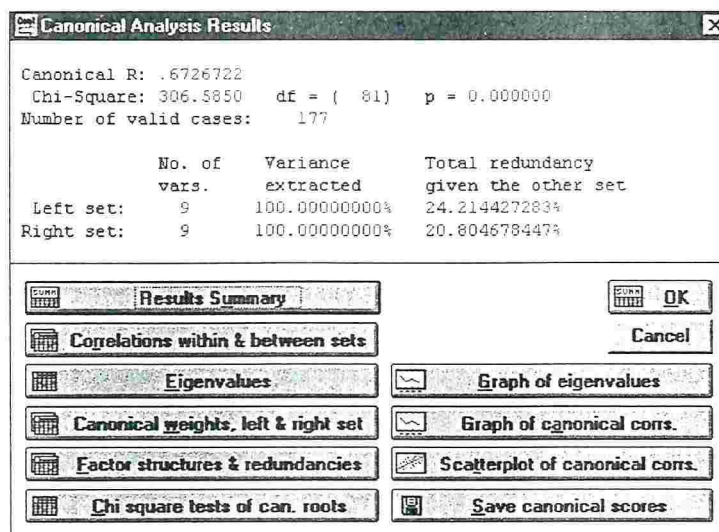 Canonical Analysis Results
Canonical R: .6726722
Chi-Square: 306.5850 df = ( 81) p = 0.000000
Number of valid cases: 177
No. of Variance Total redundancy
vars. extracted given the other set
Left set: 9 100.00000000% 24.214427283%
Right set: 9 100.00000000% 20.804678447%
Results Summary
OK
Correlations within & between sets
Cancel
Eigenvalues
Graph of eigenvalues
Canonical weights, left & right set
Graph of canonical corrs.
Factor structures & redundancies
Scatterplot of canonical corrs.
Chi square tests of can. roots
Save canonical scores